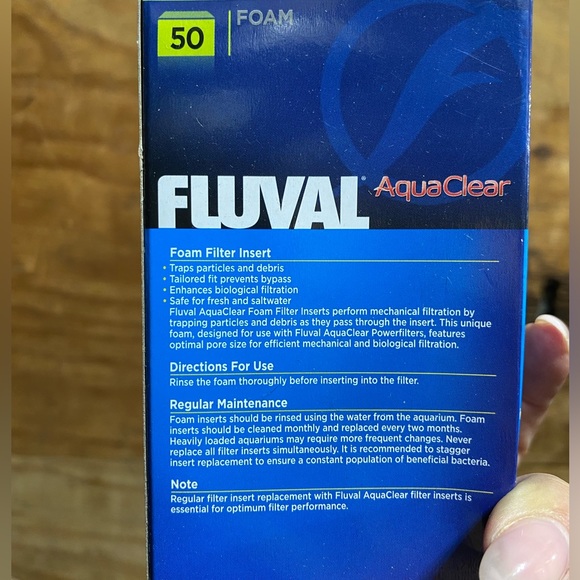 FOAM
50
FLUVAL® AquaClear
Foam Filter Insert
• Traps particles and debris
• Tailored fit prevents bypass
• Enhances biological filtration
• Safe for fresh and saltwater
Fluval AquaClear Foam Filter Inserts perform mechanical filtration by
trapping particles and debris as they pass through the insert. This unique
foam, designed for use with Fluval AquaClear Powerfilters, features
optimal pore size for efficient mechanical and biological filtration.
Directions For Use
Rinse the foam thoroughly before inserting into the filter.
Regular Maintenance
Foam inserts should be rinsed using the water from the aquarium. Foam
inserts should be cleaned monthly and replaced every two months.
Heavily loaded aquariums may require more frequent changes. Never
replace all filter inserts simultaneously. It is recommended to stagger
insert replacement to ensure a constant population of beneficial bacteria.
Note
Regular filter insert replacement with Fluval AquaClear filter inserts is
essential for optimum filter performance.